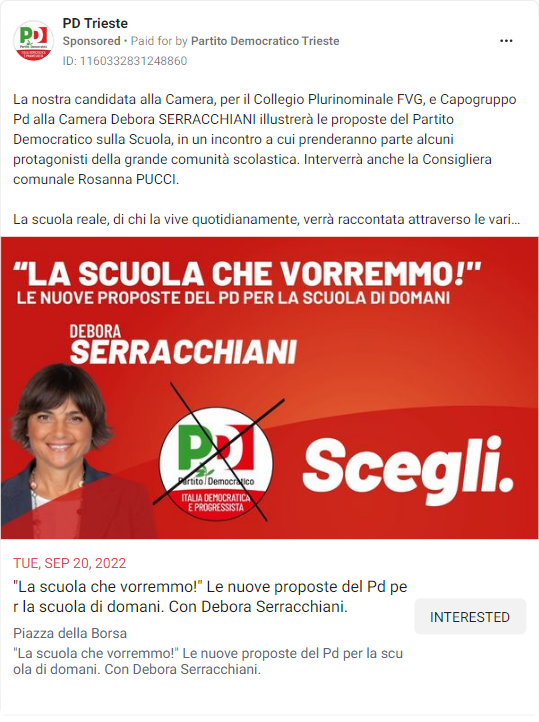 PD Trieste
Sponsored • Paid for by Partito Democratico Trieste
ID: 1160332831248860
La nostra candidata alla Camera, per il Collegio Plurinominale FVG, e Capogruppo
Pd alla Camera Debora SERRACCHIANI illustrerà le proposte del Partito
Democratico sulla Scuola, in un incontro a cui prenderanno parte alcuni
protagonisti della grande comunità scolastica. Interverrà anche la Consigliera
comunale Rosanna PUCCI.
La scuola reale, di chi la vive quotidianamente, verrà raccontata attraverso le vari...
“LA SCUOLA CHE VORREMMO!”
LE NUOVE PROPOSTE DEL PD PER LA SCUOLA DI DOMANI
DEBORA
SERRACCHIANI
PD
Partito Democratico
ITALIA DEMOCRATICA
E PROGRESSISTA
Scegli.
TUE, SEP 20, 2022
"La scuola che vorremmo!" Le nuove proposte del Pd pe
r la scuola di domani. Con Debora Serracchiani.
INTERESTED
Piazza della Borsa
"La scuola che vorremmo!" Le nuove proposte del Pd per la scu
ola di domani. Con Debora Serracchiani.